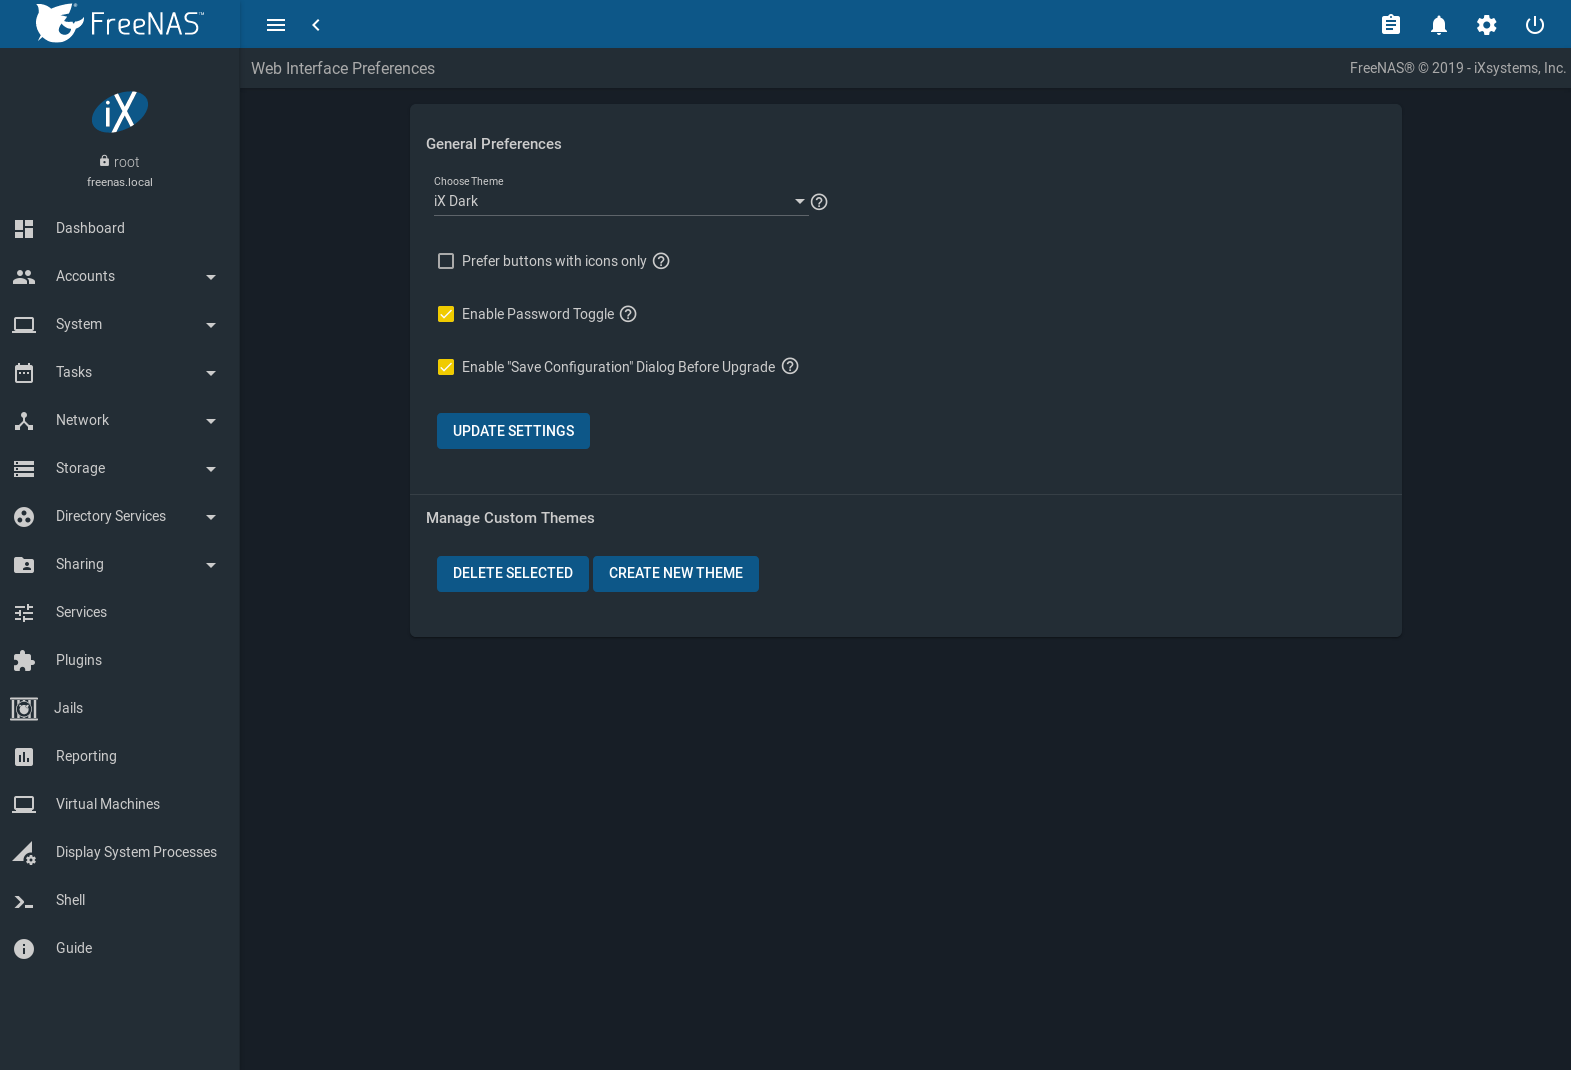 FreeNAS™
Web Interface Preferences
FreeNAS® © 2019 - iXsystems, Inc.
iX
root
freenas.local
Dashboard
Accounts
System
Tasks
Network
Storage
Directory Services
Sharing
Services
Plugins
Jails
Reporting
Virtual Machines
Display System Processes
Shell
Guide
General Preferences
Choose Theme
iX Dark
Prefer buttons with icons only
Enable Password Toggle
Enable "Save Configuration" Dialog Before Upgrade
UPDATE SETTINGS
Manage Custom Themes
DELETE SELECTED CREATE NEW THEME